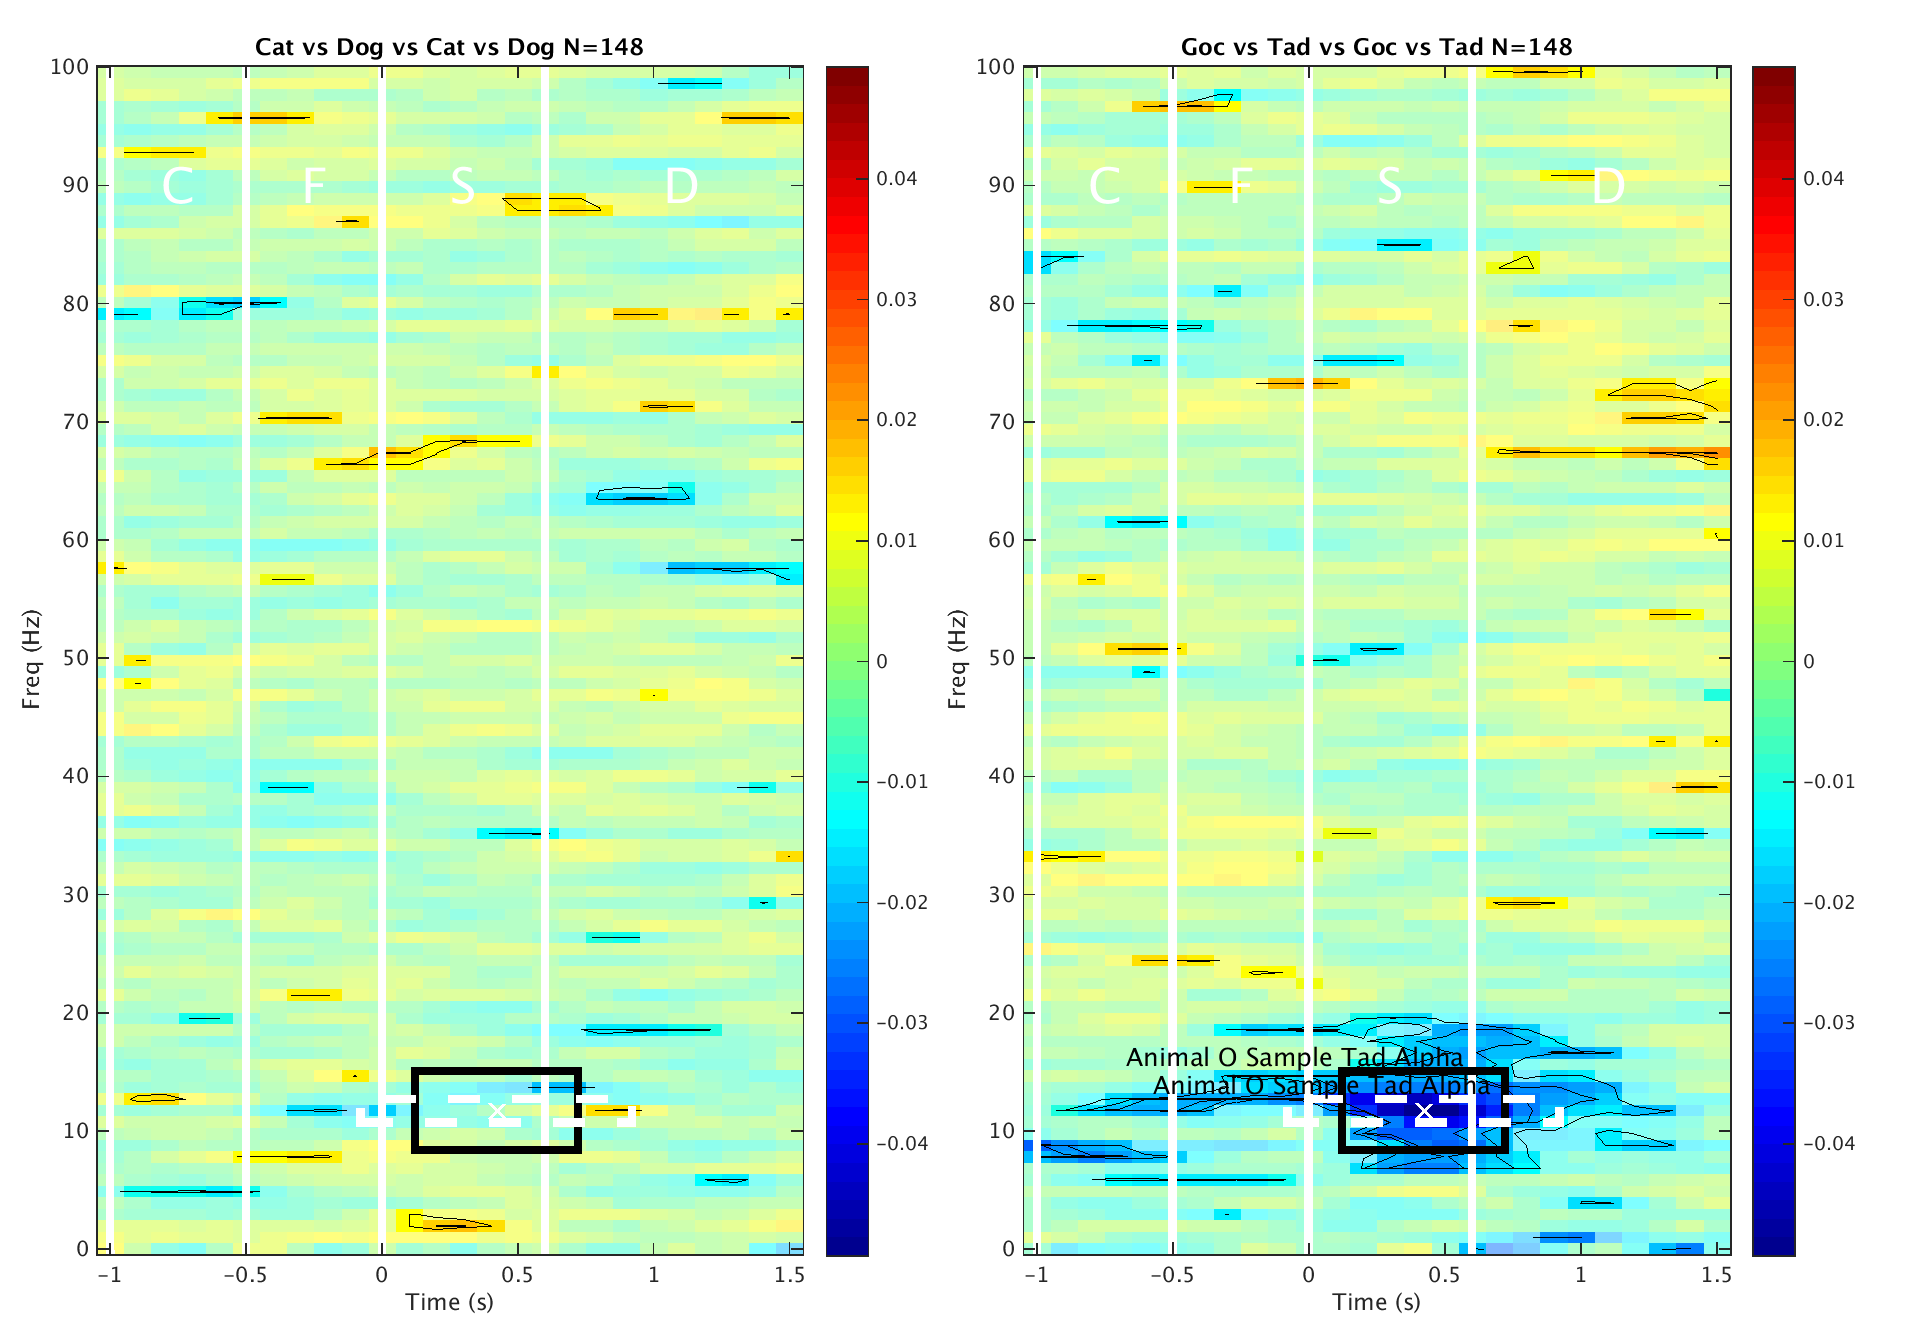 Cat vs Dog vs Cat vs Dog N=148
Goc vs Tad vs Goc vs Tad N=148
100
90
80
70
60
50
40
30
20
10
0
Freq (Hz)
C F S D
-1 -0.5 0 0.5 1 1.5
Time (s)
0.04
0.03
0.02
0.01
0
-0.01
-0.02
-0.03
-0.04
100
90
80
70
60
50
40
30
20
10
0
Freq (Hz)
C F S D
Animal O Sample Tad Alpha
Animal O Sample Tad Alpha
x
x
-1 -0.5 0 0.5 1 1.5
Time (s)
0.04
0.03
0.02
0.01
0
-0.01
-0.02
-0.03
-0.04